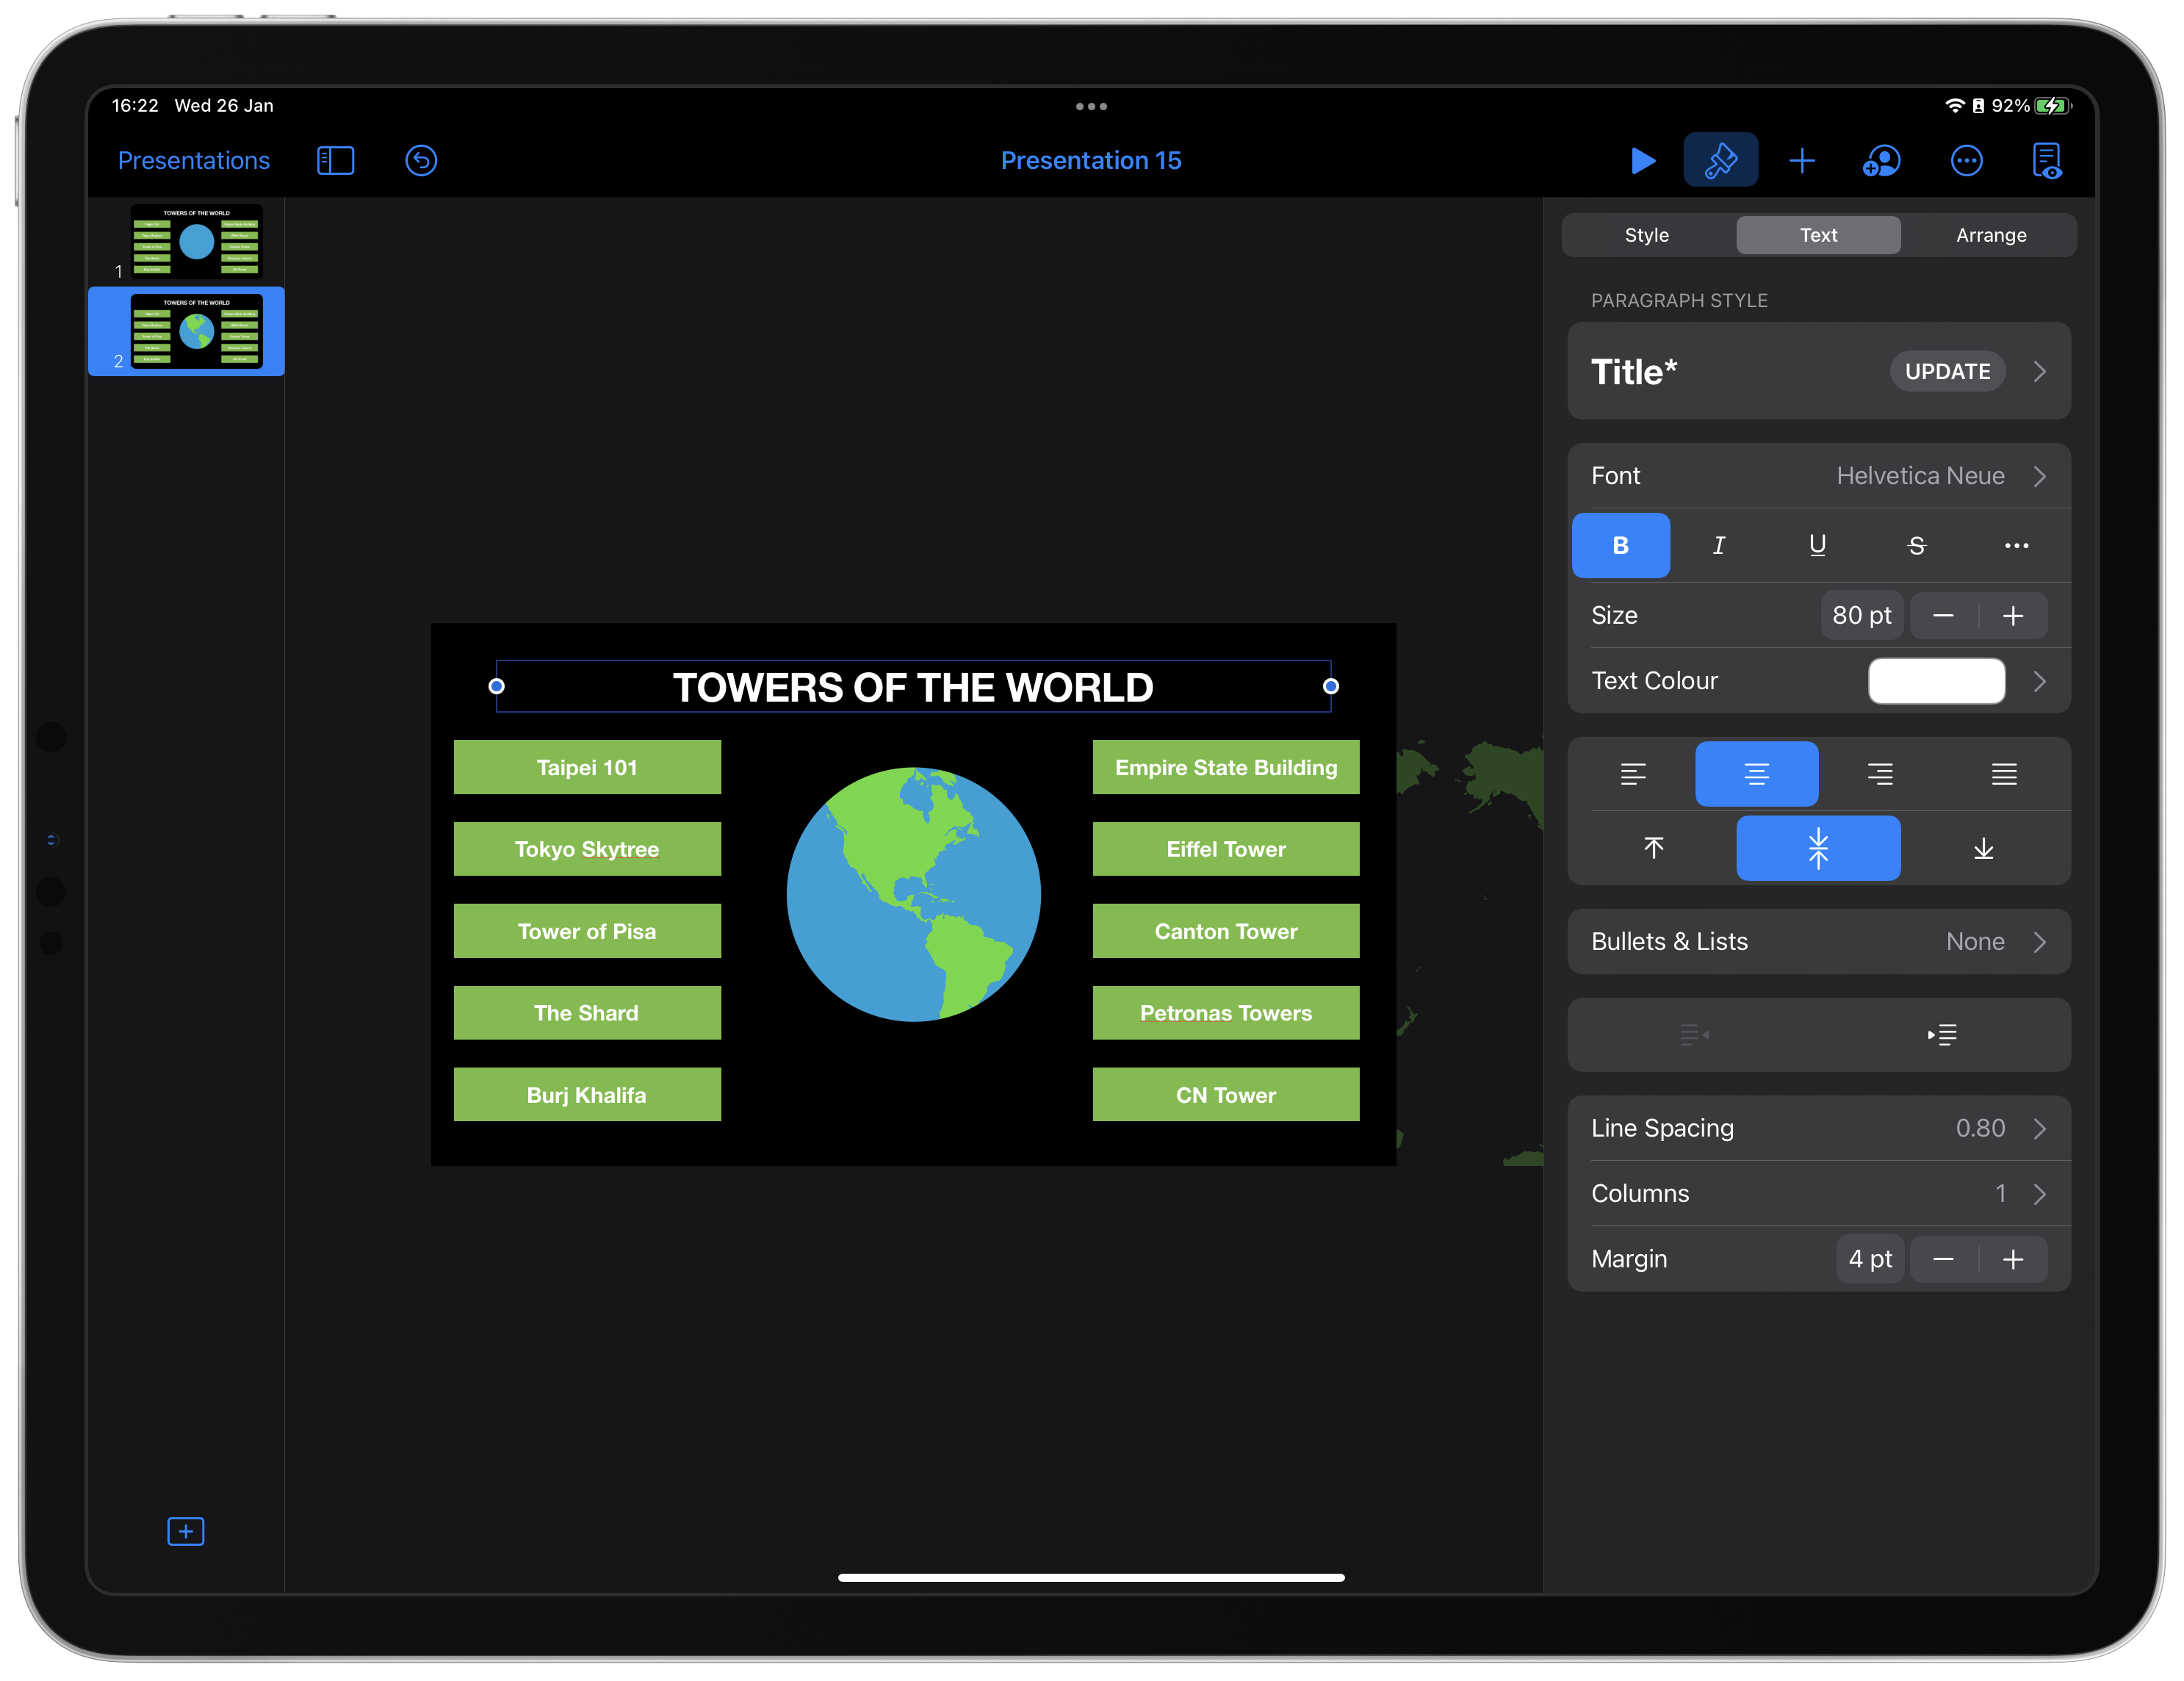 16:22 Wed 26 Jan
92%
Presentations
Presentation 15
TOWERS OF THE WORLD
1
TOWERS OF THE WORLD
2
TOWERS OF THE WORLD
Taipei 101
Empire State Building
Tokyo Skytree
Eiffel Tower
Tower of Pisa
Canton Tower
The Shard
Petronas Towers
Burj Khalifa
CN Tower
Style Text Arrange
PARAGRAPH STYLE
Title* UPDATE
Font Helvetica Neue
B I U S
Size 80 pt
Text Colour
Bullets & Lists None
Line Spacing 0.80
Columns 1
Margin 4 pt